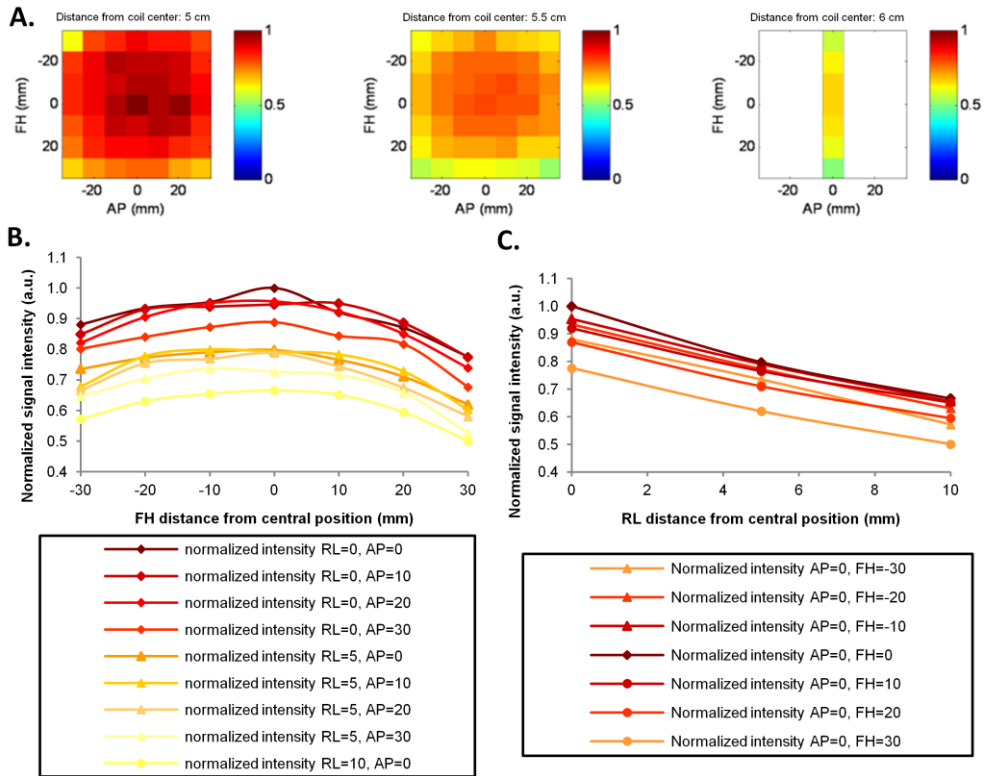 A.
Distance from coil center: 5 cm
Distance from coil center: 5.5 cm
Distance from coil center: 6 cm
FH (mm)
-20
0
20
-20 0 20
AP (mm)
1
0.5
0
FH (mm)
-20
0
20
-20 0 20
AP (mm)
1
0.5
0
FH (mm)
-20
0
20
-20 0 20
AP (mm)
1
0.5
0
B.
Normalized signal intensity (a.u.)
1.1
1.0
0.9
0.8
0.7
0.6
0.5
0.4
-30 -20 -10 0 10 20 30
FH distance from central position (mm)
normalized intensity RL=0, AP=0
normalized intensity RL=0, AP=10
normalized intensity RL=0, AP=20
normalized intensity RL=0, AP=30
normalized intensity RL=5, AP=0
normalized intensity RL=5, AP=10
normalized intensity RL=5, AP=20
normalized intensity RL=5, AP=30
normalized intensity RL=10, AP=0
C.
Normalized signal intensity (a.u.)
1.1
1.0
0.9
0.8
0.7
0.6
0.5
0.4
0 2 4 6 8 10
RL distance from central position (mm)
Normalized intensity AP=0, FH=-30
Normalized intensity AP=0, FH=-20
Normalized intensity AP=0, FH=-10
Normalized intensity AP=0, FH=0
Normalized intensity AP=0, FH=10
Normalized intensity AP=0, FH=20
Normalized intensity AP=0, FH=30